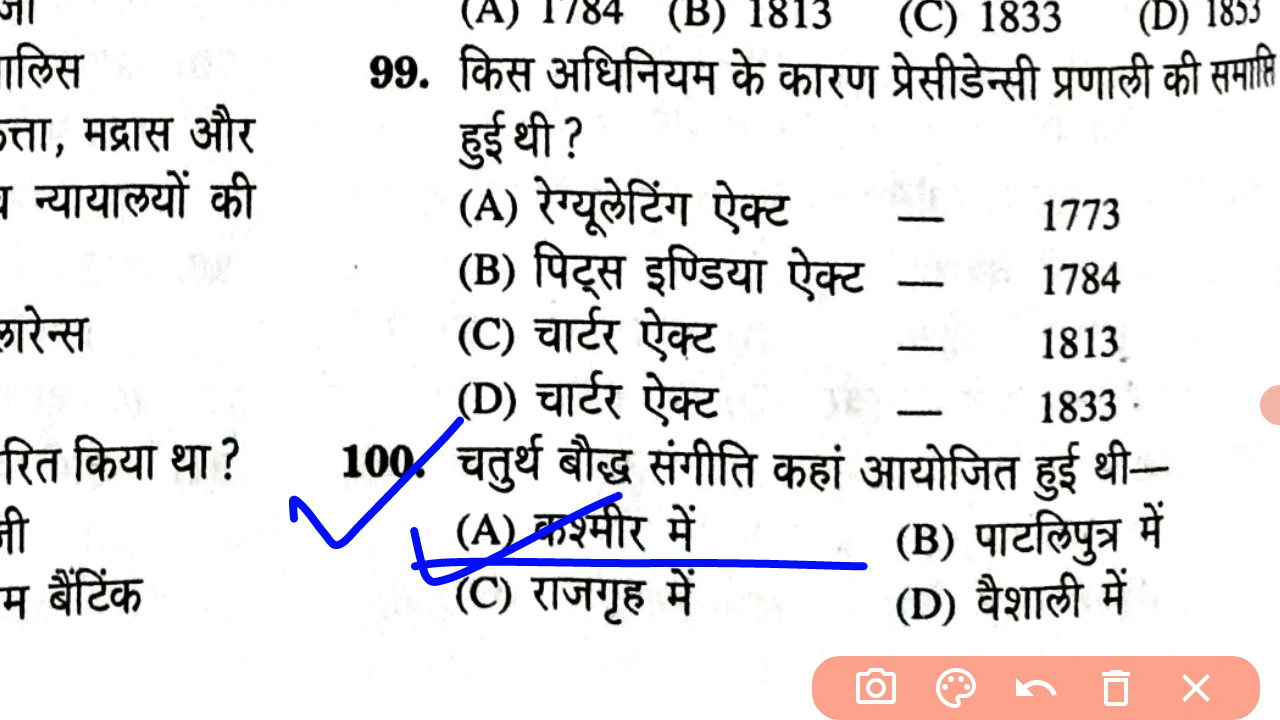 (A) 1784 (B) 1813 (C) 1833 (D) 1853
ालिस
99. किस अधिनियम के कारण प्रेसीडेन्सी प्रणाली की समाप्ति
त्ता, मद्रास और
हुई थी ?
न्यायालयों की
(A) रेग्यूलेटिंग ऐक्ट — 1773
(B) पिट्स इण्डिया ऐक्ट — 1784
लारेन्स
(C) चार्टर ऐक्ट — 1813
(D) चार्टर ऐक्ट — 1833
रित किया था ?
100. चतुर्थ बौद्ध संगीति कहां आयोजित हुई थी—
जी
(A) कश्मीर में (B) पाटलिपुत्र में
म बैंटिंक
(C) राजगृह में (D) वैशाली में